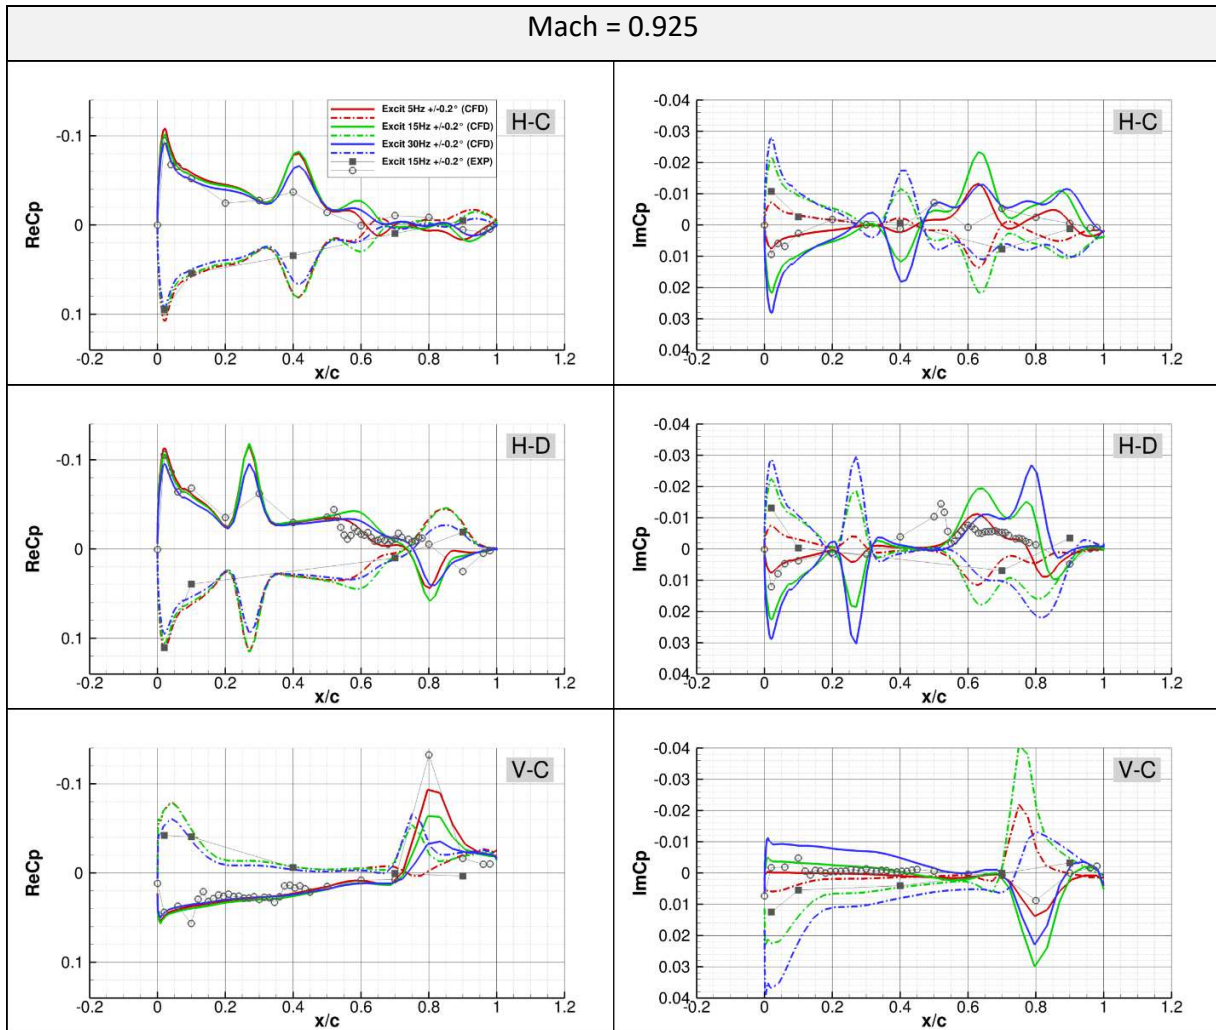 Mach = 0.925
Excit 5Hz +/-0.2° (CFD)
Excit 15Hz +/-0.2° (CFD)
Excit 30Hz +/-0.2° (CFD)
Excit 15Hz +/-0.2° (EXP)
H-C
ReCp
-0.1
0
0.1
-0.2 0 0.2 0.4 0.6 0.8 1 1.2
x/c
H-C
ImCp
-0.04
-0.03
-0.02
-0.01
0
0.01
0.02
0.03
0.04
-0.2 0 0.2 0.4 0.6 0.8 1 1.2
x/c
H-D
ReCp
-0.1
0
0.1
-0.2 0 0.2 0.4 0.6 0.8 1 1.2
x/c
H-D
ImCp
-0.04
-0.03
-0.02
-0.01
0
0.01
0.02
0.03
0.04
-0.2 0 0.2 0.4 0.6 0.8 1 1.2
x/c
V-C
ReCp
-0.1
0
0.1
-0.2 0 0.2 0.4 0.6 0.8 1 1.2
x/c
V-C
ImCp
-0.04
-0.03
-0.02
-0.01
0
0.01
0.02
0.03
0.04
-0.2 0 0.2 0.4 0.6 0.8 1 1.2
x/c